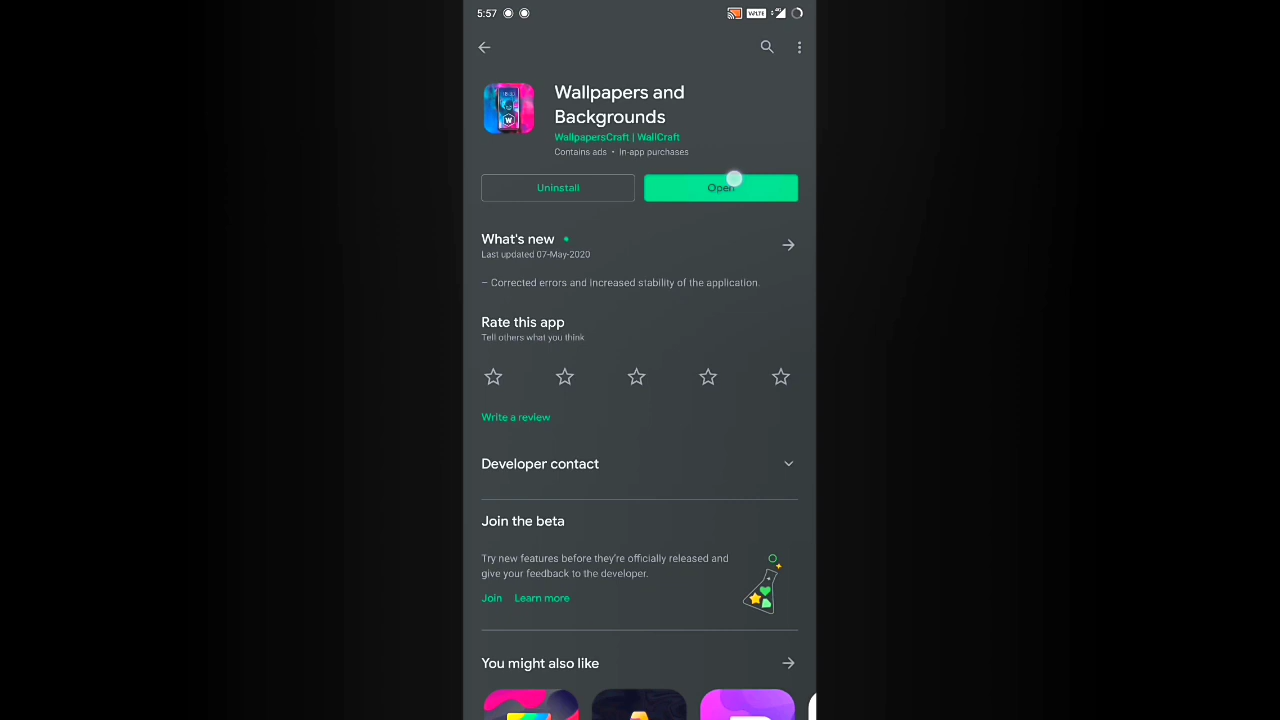 5:57
VoLTE 4G
Wallpapers and
Backgrounds
WallpapersCraft | WallCraft
Contains ads • In-app purchases
Uninstall
Open
What's new
Last updated 07-May-2020
– Corrected errors and increased stability of the application.
Rate this app
Tell others what you think
Write a review
Developer contact
Join the beta
Try new features before they're officially released and
give your feedback to the developer.
Join Learn more
You might also like